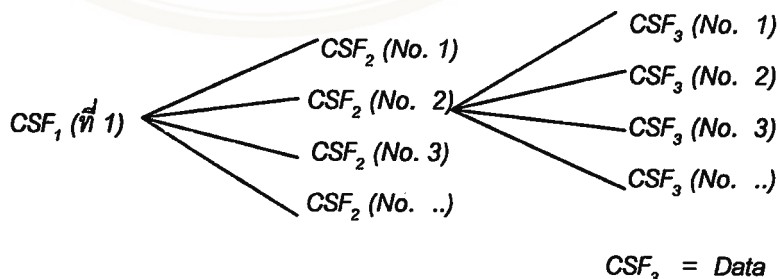 CSF₁ (ที่ 1)
CSF₂ (No. 1)
CSF₂ (No. 2)
CSF₂ (No. 3)
CSF₂ (No. ..)
CSF₃ (No. 1)
CSF₃ (No. 2)
CSF₃ (No. 3)
CSF₃ (No. ..)
CSF₃ = Data